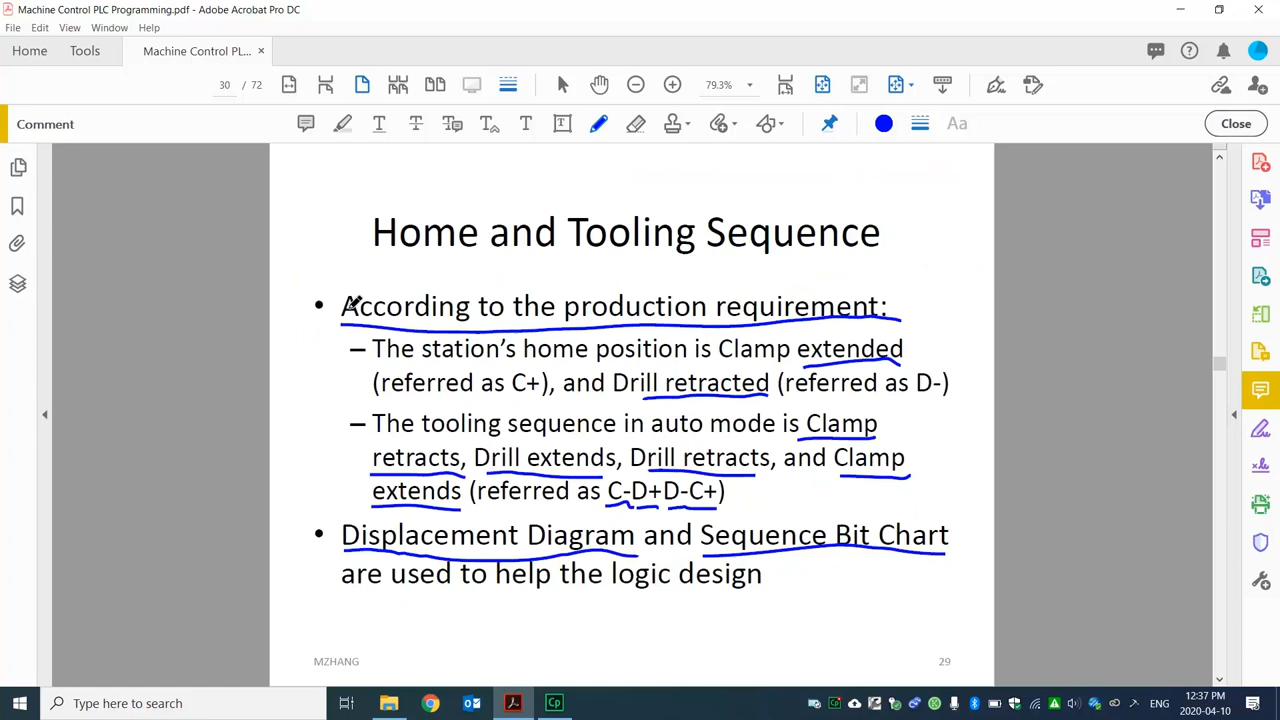 Machine Control PLC Programming.pdf - Adobe Acrobat Pro DC
File Edit View Window Help
Home Tools Machine Control PL... ×
30 / 72 79.3%
Comment Aa Close
Home and Tooling Sequence
• According to the production requirement:
– The station's home position is Clamp extended
(referred as C+), and Drill retracted (referred as D-)
– The tooling sequence in auto mode is Clamp
retracts, Drill extends, Drill retracts, and Clamp
extends (referred as C-D+D-C+)
• Displacement Diagram and Sequence Bit Chart
are used to help the logic design
MZHANG 29
Type here to search
ENG
12:37 PM
2020-04-10